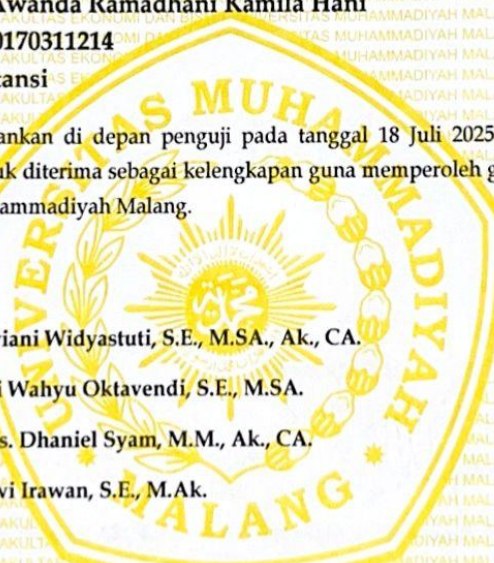 Awanda Ramadhani Kamila Hani
0170311214
tansi
ankan di depan penguji pada tanggal 18 Juli 2025
uk diterima sebagai kelengkapan guna memperoleh g
ammadiyah Malang.
iani Widyastuti, S.E., M.SA., Ak., CA.
i Wahyu Oktavendi, S.E., M.SA.
s. Dhaniel Syam, M.M., Ak., CA.
vi Irawan, S.E., M.Ak.
UNIVERSITAS MUHAMMADIYAH
MALANG